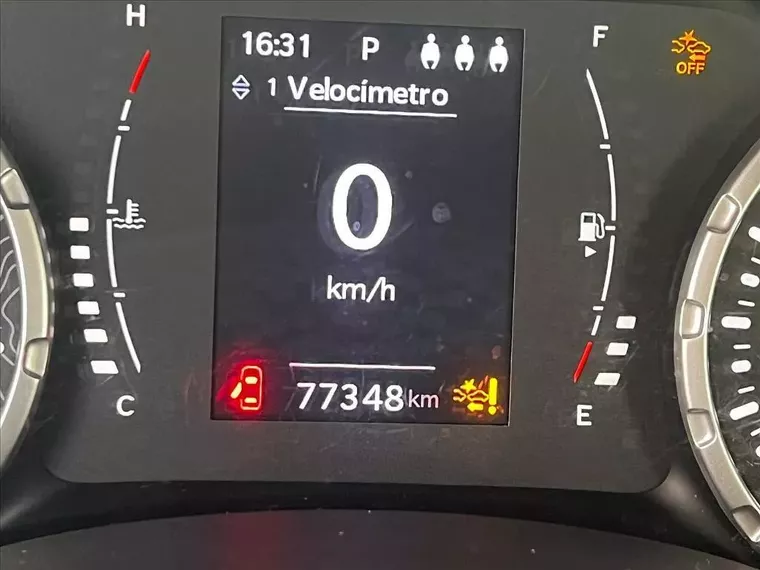 H
16:31 P
F
OFF
1 Velocímetro
0
km/h
77348 km
C
E